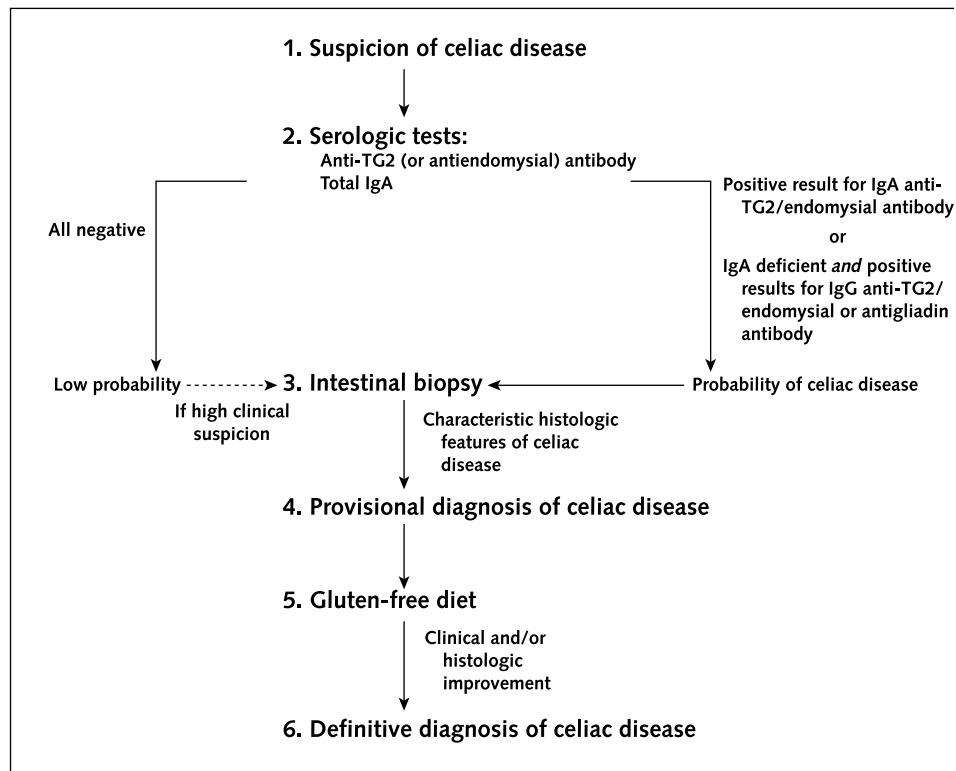 1. Suspicion of celiac disease
2. Serologic tests:
Anti-TG2 (or antiendomysial) antibody
Total IgA
All negative
Positive result for IgA anti-
TG2/endomysial antibody
or
IgA deficient and positive
results for IgG anti-TG2/
endomysial or antigliadin
antibody
Low probability
If high clinical
suspicion
3. Intestinal biopsy
Probability of celiac disease
Characteristic histologic
features of celiac
disease
4. Provisional diagnosis of celiac disease
5. Gluten-free diet
Clinical and/or
histologic
improvement
6. Definitive diagnosis of celiac disease